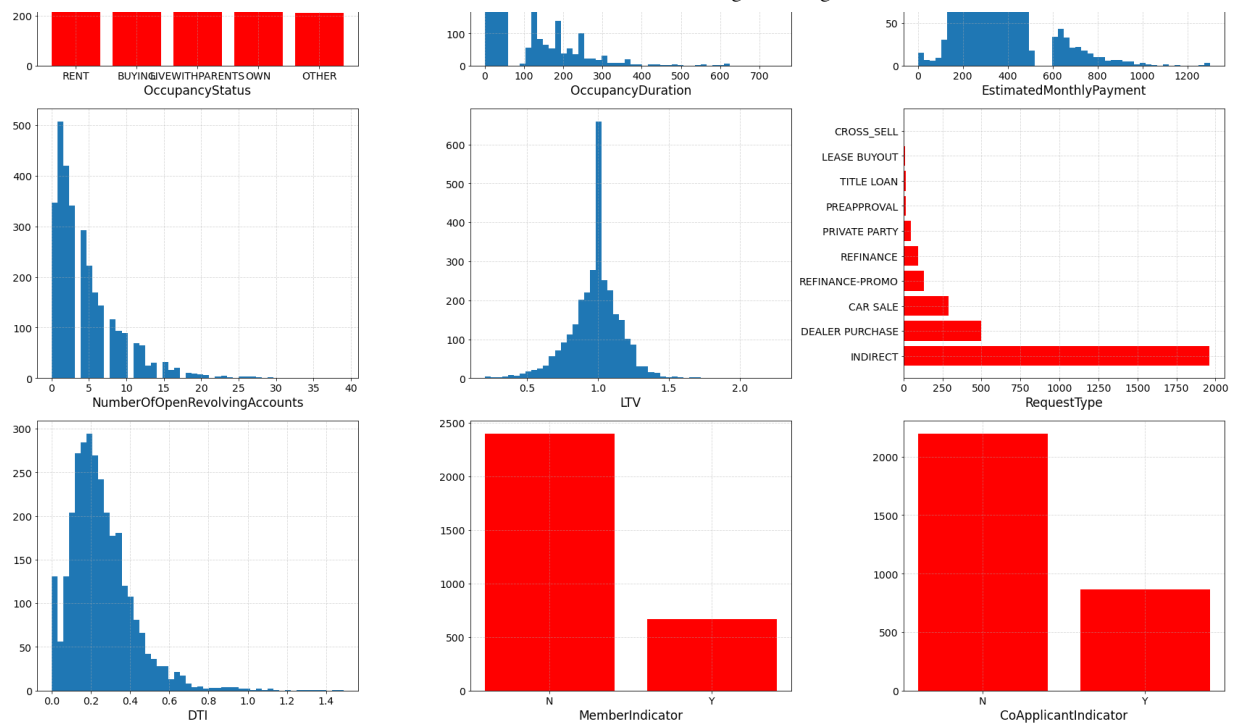 200
0
RENT BUYING LIVEWITHPARENTS OWN OTHER
OccupancyStatus
100
0
0 100 200 300 400 500 600 700
OccupancyDuration
50
0
0 200 400 600 800 1000 1200
EstimatedMonthlyPayment
500
400
300
200
100
0
0 5 10 15 20 25 30 35 40
NumberOfOpenRevolvingAccounts
600
500
400
300
200
100
0
0.5 1.0 1.5 2.0
LTV
CROSS_SELL
LEASE BUYOUT
TITLE LOAN
PREAPPROVAL
PRIVATE PARTY
REFINANCE
REFINANCE-PROMO
CAR SALE
DEALER PURCHASE
INDIRECT
0 250 500 750 1000 1250 1500 1750 2000
RequestType
300
250
200
150
100
50
0
0.0 0.2 0.4 0.6 0.8 1.0 1.2 1.4
DTI
2500
2000
1500
1000
500
0
N Y
MemberIndicator
2000
1500
1000
500
0
N Y
CoApplicantIndicator